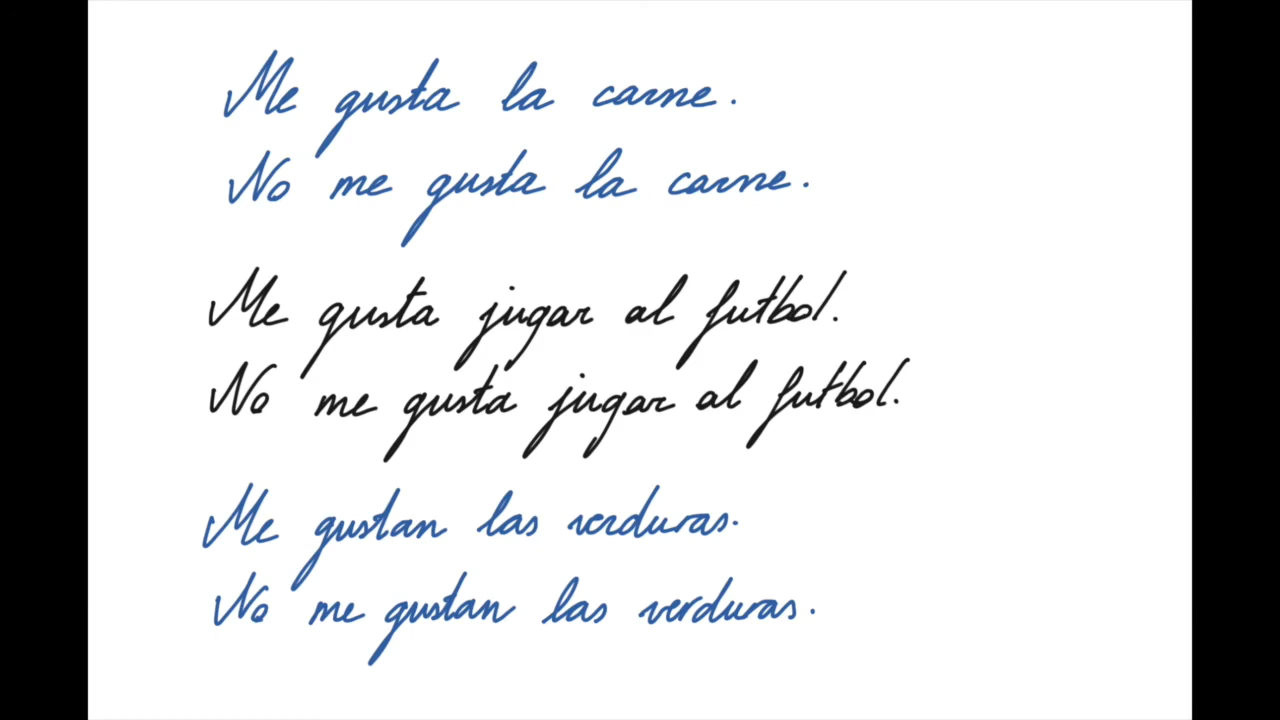 Me gusta la carne.
No me gusta la carne.
Me gusta jugar al futbol.
No me gusta jugar al futbol.
Me gustan las verduras.
No me gustan las verduras.